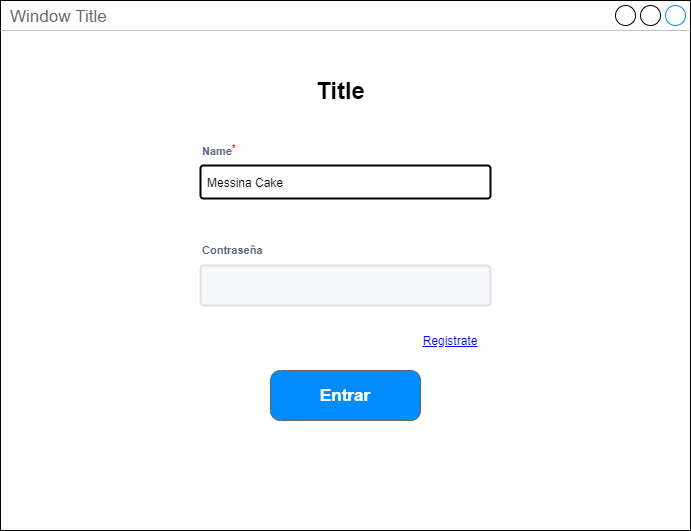 Window Title
Title
Name*
Messina Cake
Contraseña
Registrate
Entrar